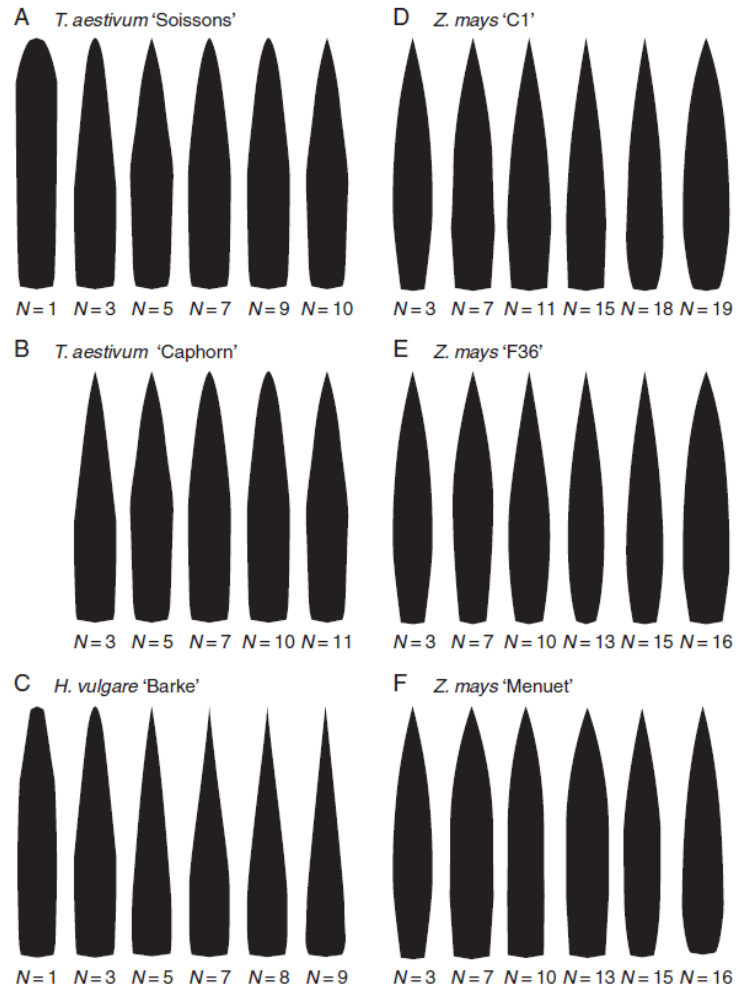 A T. aestivum ‘Soissons’
N = 1 N = 3 N = 5 N = 7 N = 9 N = 10
B T. aestivum ‘Caphorn’
N = 3 N = 5 N = 7 N = 10 N = 11
C H. vulgare ‘Barke’
N = 1 N = 3 N = 5 N = 7 N = 8 N = 9
D Z. mays ‘C1’
N = 3 N = 7 N = 11 N = 15 N = 18 N = 19
E Z. mays ‘F36’
N = 3 N = 7 N = 10 N = 13 N = 15 N = 16
F Z. mays ‘Menuet’
N = 3 N = 7 N = 10 N = 13 N = 15 N = 16